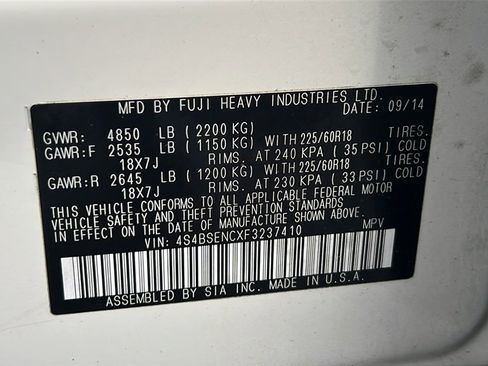 MFD BY FUJI HEAVY INDUSTRIES LTD.
DATE: 09/14
GVWR: 4850 LB (2200 KG)
GAWR:F 2535 LB (1150 KG) WITH 225/60R18 TIRES.
18X7J RIMS. AT 240 KPA (35 PSI) COLD
GAWR:R 2645 LB (1200 KG) WITH 225/60R18 TIRES.
18X7J RIMS. AT 230 KPA (33 PSI) COLD
THIS VEHICLE CONFORMS TO ALL APPLICABLE FEDERAL MOTOR
VEHICLE SAFETY AND THEFT PREVENTION STANDARDS
IN EFFECT ON THE DATE OF MANUFACTURE SHOWN ABOVE.
VIN: 4S4BSENCXF3237410 MPV
ASSEMBLED BY SIA INC. MADE IN U.S.A.